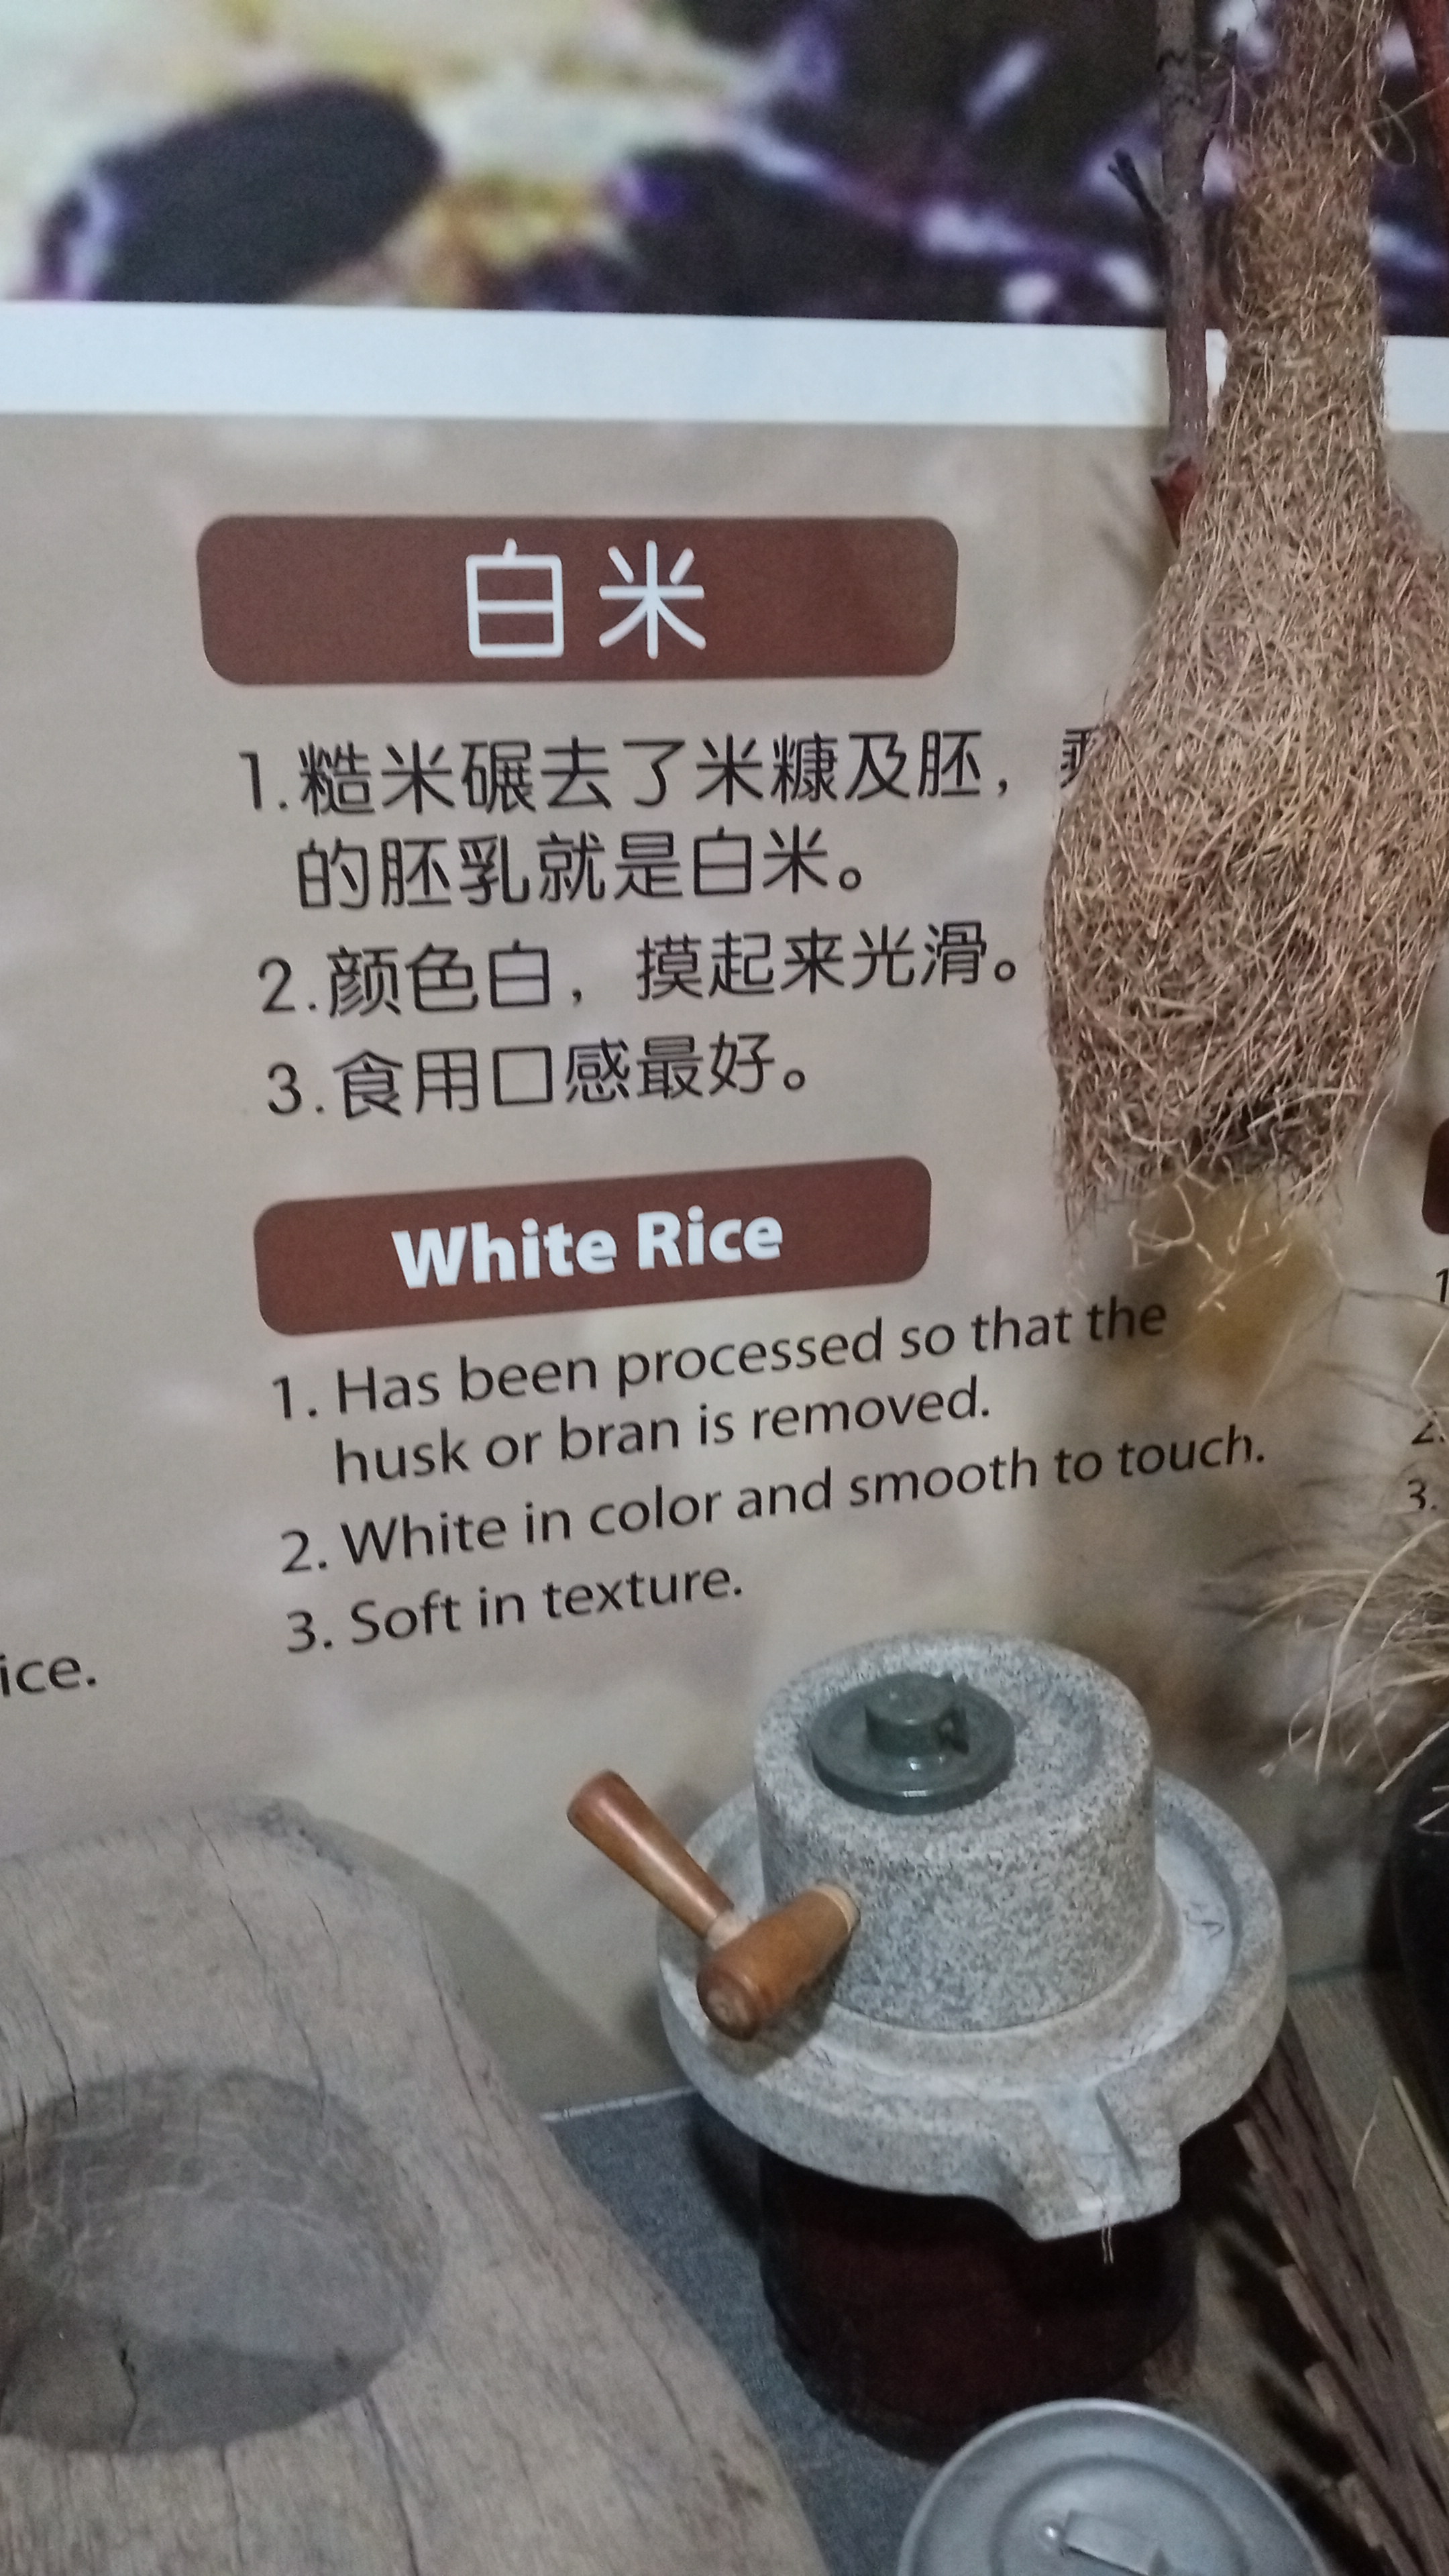 白米
1.糙米碾去了米糠及胚，
的胚乳就是白米。
2.颜色白，摸起来光滑。
3.食用口感最好。
White Rice
1. Has been processed so that the
husk or bran is removed.
2. White in color and smooth to touch.
3. Soft in texture.
ice.
1
2.
3.